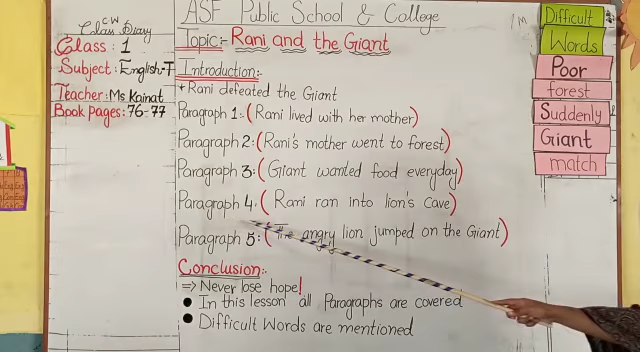 ASF Public School & College
CW
Class Diary
Class: 1
Subject: English-T
Teacher: Ms Kainat
Book pages: 76-77
Topic:- Rani and the Giant
Introduction:-
Rani defeated the Giant
Paragraph 1:- (Rani lived with her mother)
Paragraph 2: (Rani's mother went to forest)
Paragraph 3: (Giant wanted food everyday)
Paragraph 4. ( Rani ran into lion's cave)
Paragraph 5: ( The angry lion jumped on the Giant)
Conclusion:-
⇒ Never lose hope!
● In this lesson all Paragraphs are covered
● Difficult Words are mentioned
Difficult
Words
Poor
forest
Suddenly
Giant
match